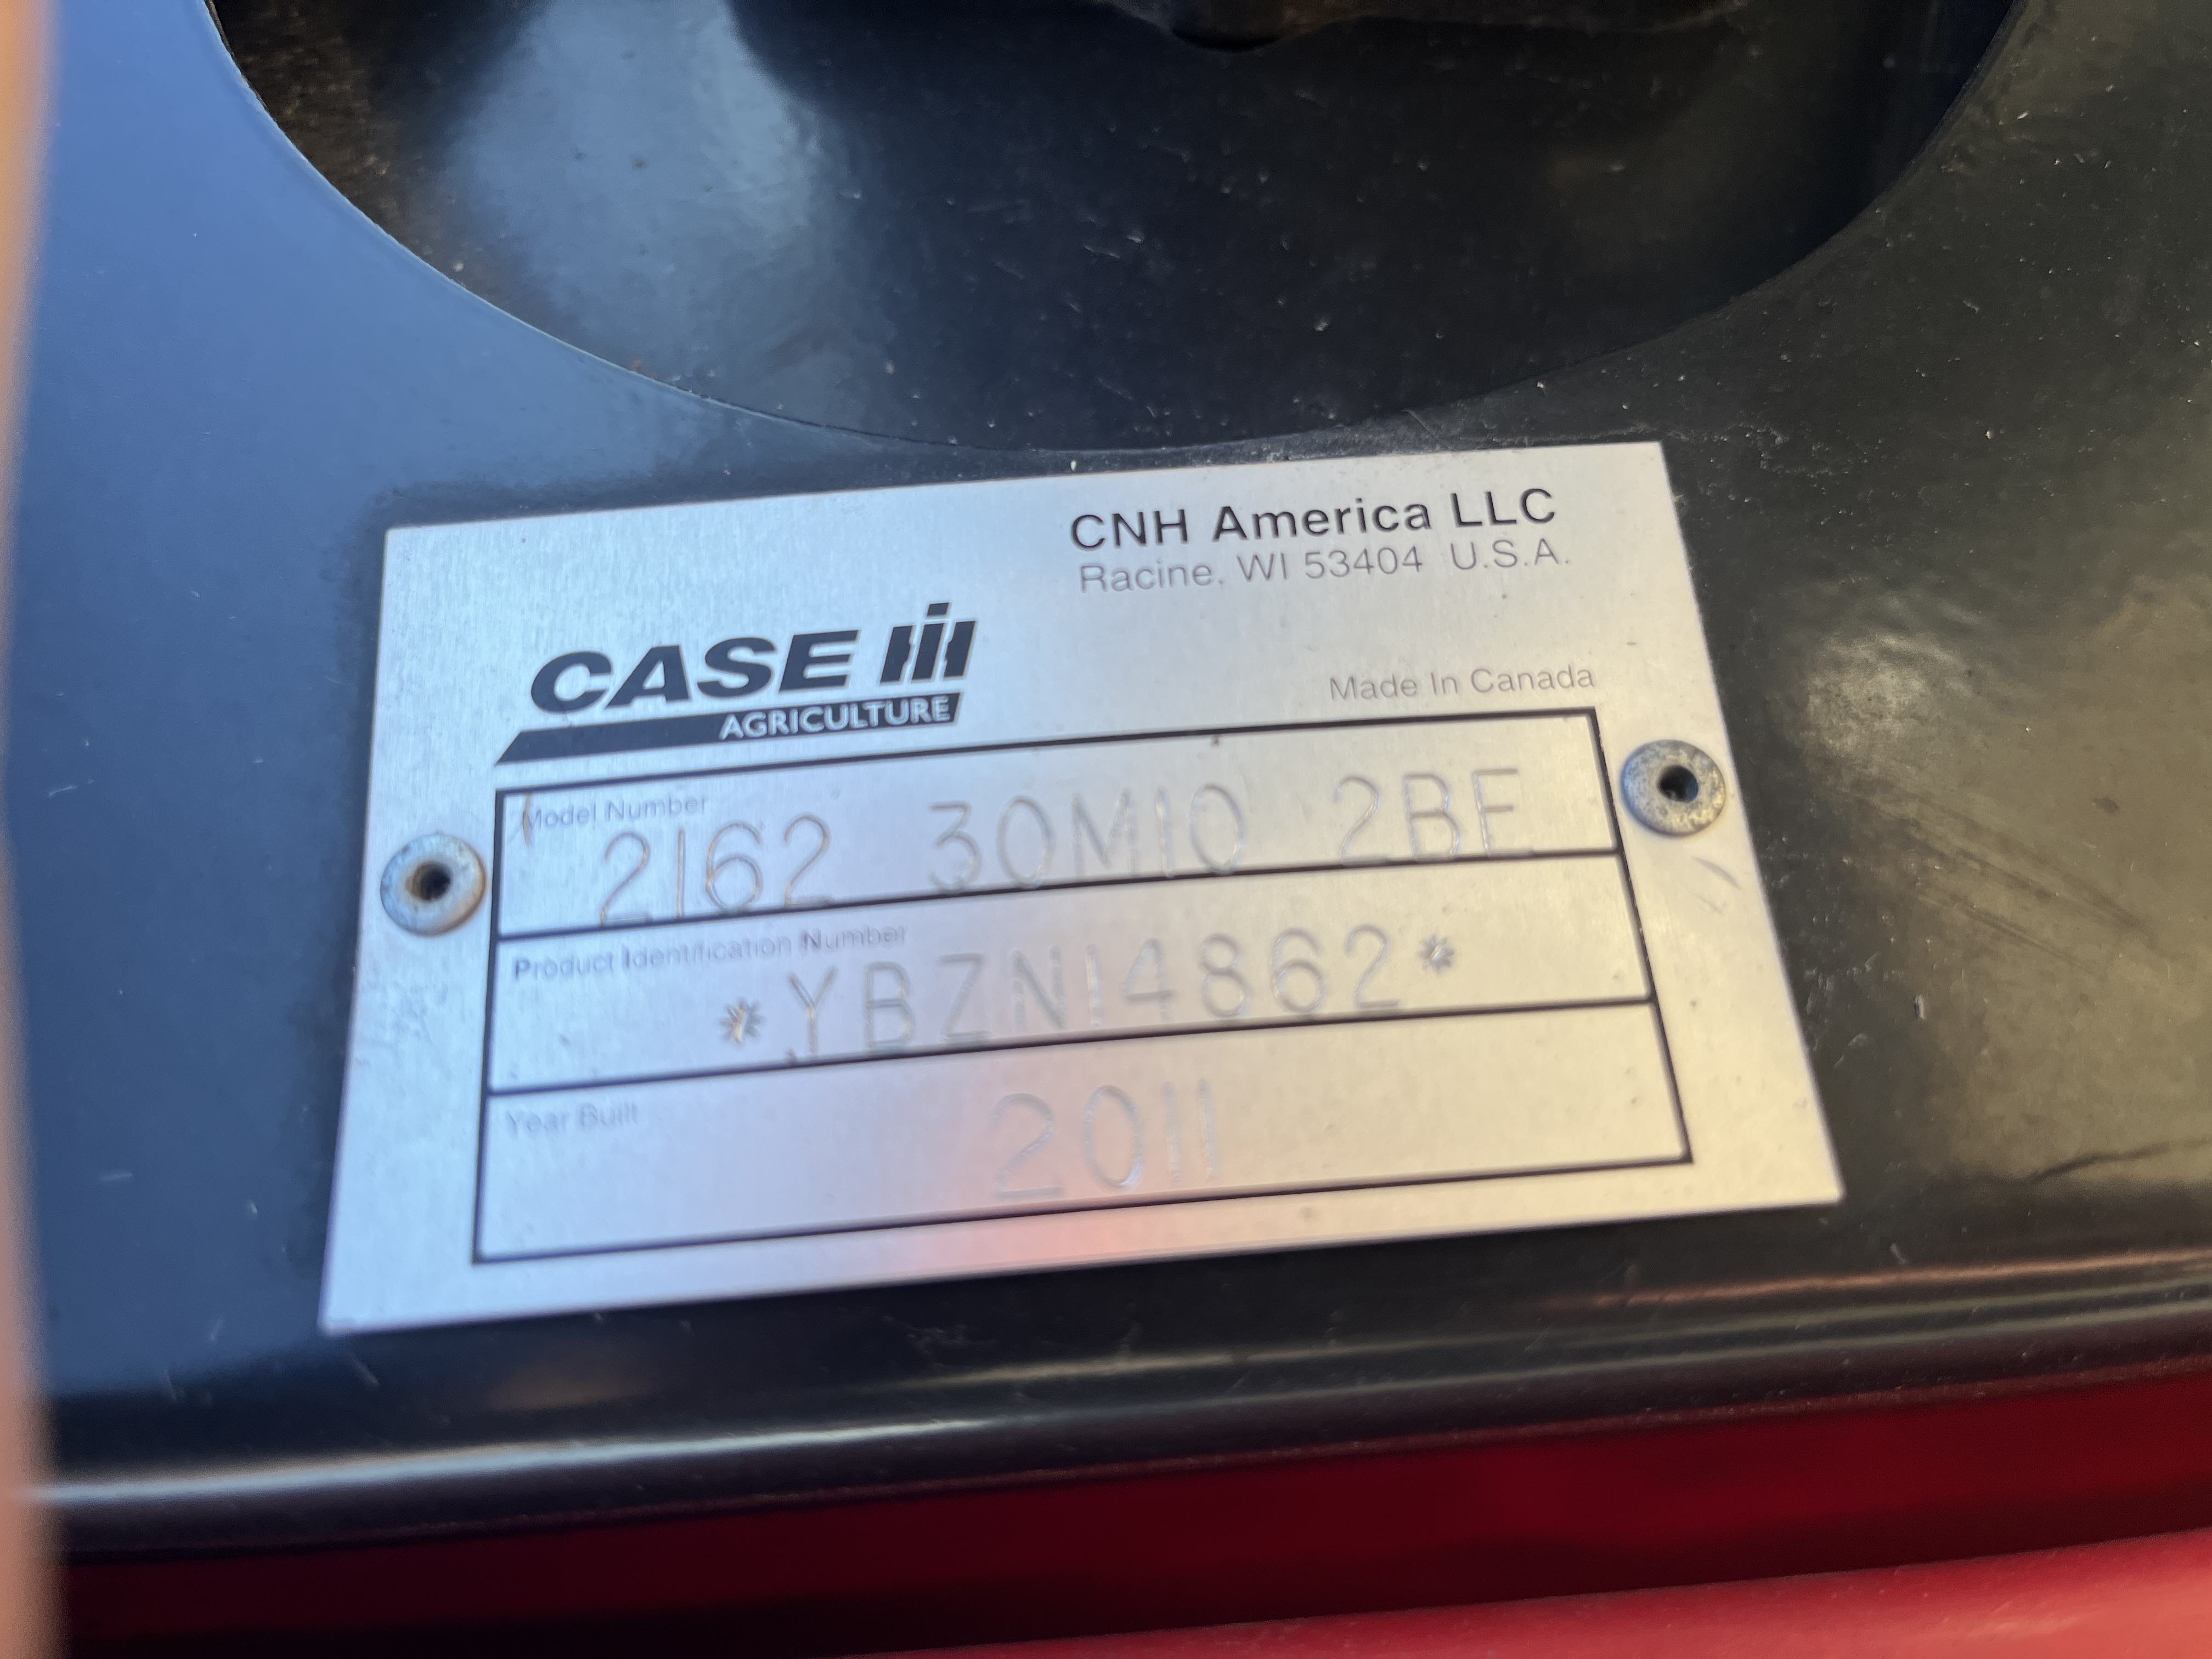 CNH America LLC
Racine, WI 53404 U.S.A.
CASE IH
AGRICULTURE
Made In Canada
Model Number
2162 30M10 2BE
Product Identification Number
*YBZN14862*
Year Built
2011